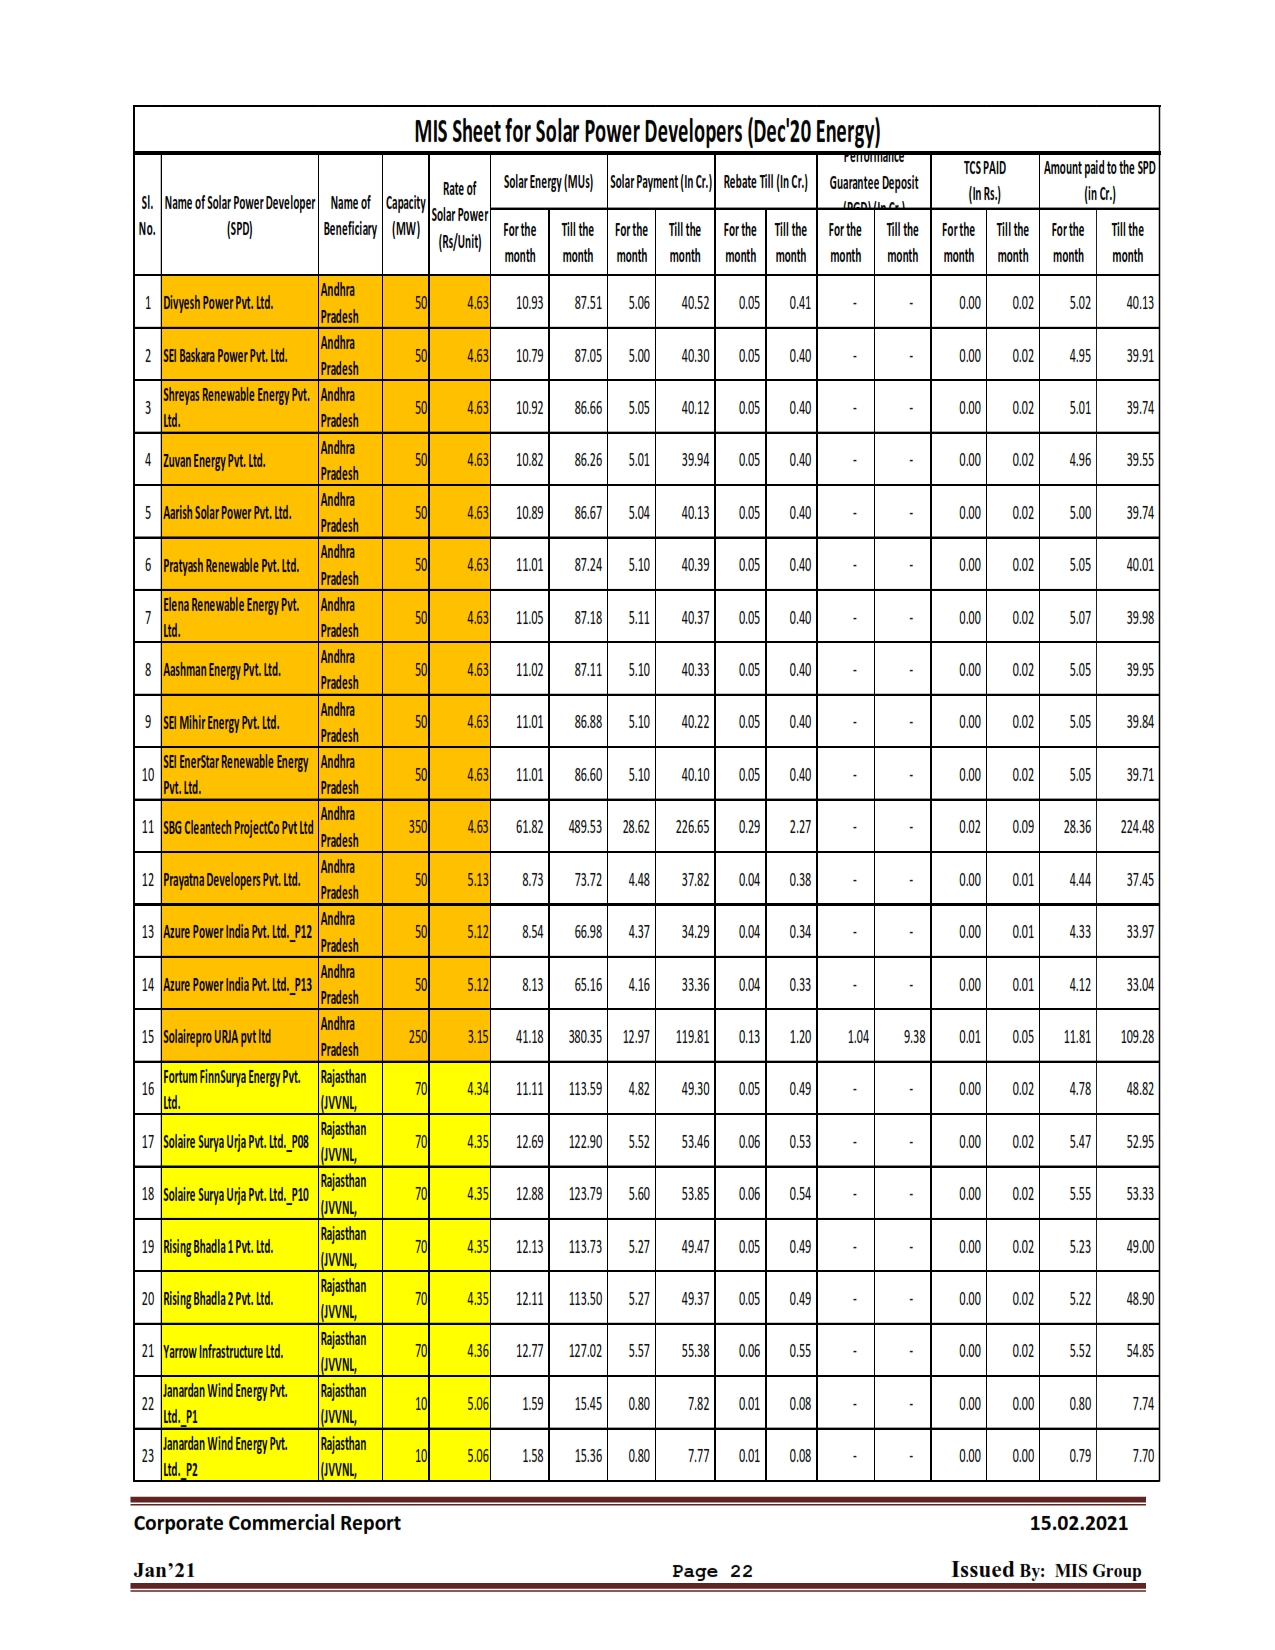 MIS Sheet for Solar Power Developers (Dec'20 Energy)
Sl. No. Name of Solar Power Developer (SPD) Name of Beneficiary Capacity (MW) Rate of Solar Power (Rs/Unit) Solar Energy (MUs) Solar Payment (In Cr.) Rebate Till (In Cr.) Performance Guarantee Deposit (PGD) (In Cr.) TCS PAID (In Rs.) Amount paid to the SPD (in Cr.)
For the month Till the month For the month Till the month For the month Till the month For the month Till the month For the month Till the month For the month Till the month
1 Divyesh Power Pvt. Ltd. Andhra Pradesh 50 4.63 10.93 87.51 5.06 40.52 0.05 0.41 - - 0.00 0.02 5.02 40.13
2 SEI Baskara Power Pvt. Ltd. Andhra Pradesh 50 4.63 10.79 87.05 5.00 40.30 0.05 0.40 - - 0.00 0.02 4.95 39.91
3 Shreyas Renewable Energy Pvt. Ltd. Andhra Pradesh 50 4.63 10.92 86.66 5.05 40.12 0.05 0.40 - - 0.00 0.02 5.01 39.74
4 Zuvan Energy Pvt. Ltd. Andhra Pradesh 50 4.63 10.82 86.26 5.01 39.94 0.05 0.40 - - 0.00 0.02 4.96 39.55
5 Aarish Solar Power Pvt. Ltd. Andhra Pradesh 50 4.63 10.89 86.67 5.04 40.13 0.05 0.40 - - 0.00 0.02 5.00 39.74
6 Pratyash Renewable Pvt. Ltd. Andhra Pradesh 50 4.63 11.01 87.24 5.10 40.39 0.05 0.40 - - 0.00 0.02 5.05 40.01
7 Elena Renewable Energy Pvt. Ltd. Andhra Pradesh 50 4.63 11.05 87.18 5.11 40.37 0.05 0.40 - - 0.00 0.02 5.07 39.98
8 Aashman Energy Pvt. Ltd. Andhra Pradesh 50 4.63 11.02 87.11 5.10 40.33 0.05 0.40 - - 0.00 0.02 5.05 39.95
9 SEI Mihir Energy Pvt. Ltd. Andhra Pradesh 50 4.63 11.01 86.88 5.10 40.22 0.05 0.40 - - 0.00 0.02 5.05 39.84
10 SEI EnerStar Renewable Energy Pvt. Ltd. Andhra Pradesh 50 4.63 11.01 86.60 5.10 40.10 0.05 0.40 - - 0.00 0.02 5.05 39.71
11 SBG Cleantech ProjectCo Pvt Ltd Andhra Pradesh 350 4.63 61.82 489.53 28.62 226.65 0.29 2.27 - - 0.02 0.09 28.36 224.48
12 Prayatna Developers Pvt. Ltd. Andhra Pradesh 50 5.13 8.73 73.72 4.48 37.82 0.04 0.38 - - 0.00 0.01 4.44 37.45
13 Azure Power India Pvt. Ltd._P12 Andhra Pradesh 50 5.12 8.54 66.98 4.37 34.29 0.04 0.34 - - 0.00 0.01 4.33 33.97
14 Azure Power India Pvt. Ltd._P13 Andhra Pradesh 50 5.12 8.13 65.16 4.16 33.36 0.04 0.33 - - 0.00 0.01 4.12 33.04
15 Solairepro URJA pvt ltd Andhra Pradesh 250 3.15 41.18 380.35 12.97 119.81 0.13 1.20 1.04 9.38 0.01 0.05 11.81 109.28
16 Fortum FinnSurya Energy Pvt. Ltd. Rajasthan (JVVNL, 70 4.34 11.11 113.59 4.82 49.30 0.05 0.49 - - 0.00 0.02 4.78 48.82
17 Solaire Surya Urja Pvt. Ltd._P08 Rajasthan (JVVNL, 70 4.35 12.69 122.90 5.52 53.46 0.06 0.53 - - 0.00 0.02 5.47 52.95
18 Solaire Surya Urja Pvt. Ltd._P10 Rajasthan (JVVNL, 70 4.35 12.88 123.79 5.60 53.85 0.06 0.54 - - 0.00 0.02 5.55 53.33
19 Rising Bhadla 1 Pvt. Ltd. Rajasthan (JVVNL, 70 4.35 12.13 113.73 5.27 49.47 0.05 0.49 - - 0.00 0.02 5.23 49.00
20 Rising Bhadla 2 Pvt. Ltd. Rajasthan (JVVNL, 70 4.35 12.11 113.50 5.27 49.37 0.05 0.49 - - 0.00 0.02 5.22 48.90
21 Yarrow Infrastructure Ltd. Rajasthan (JVVNL, 70 4.36 12.77 127.02 5.57 55.38 0.06 0.55 - - 0.00 0.02 5.52 54.85
22 Janardan Wind Energy Pvt. Ltd._P1 Rajasthan (JVVNL, 10 5.06 1.59 15.45 0.80 7.82 0.01 0.08 - - 0.00 0.00 0.80 7.74
23 Janardan Wind Energy Pvt. Ltd._P2 Rajasthan (JVVNL, 10 5.06 1.58 15.36 0.80 7.77 0.01 0.08 - - 0.00 0.00 0.79 7.70
Corporate Commercial Report 15.02.2021
Jan’21 Page 22 Issued By: MIS Group